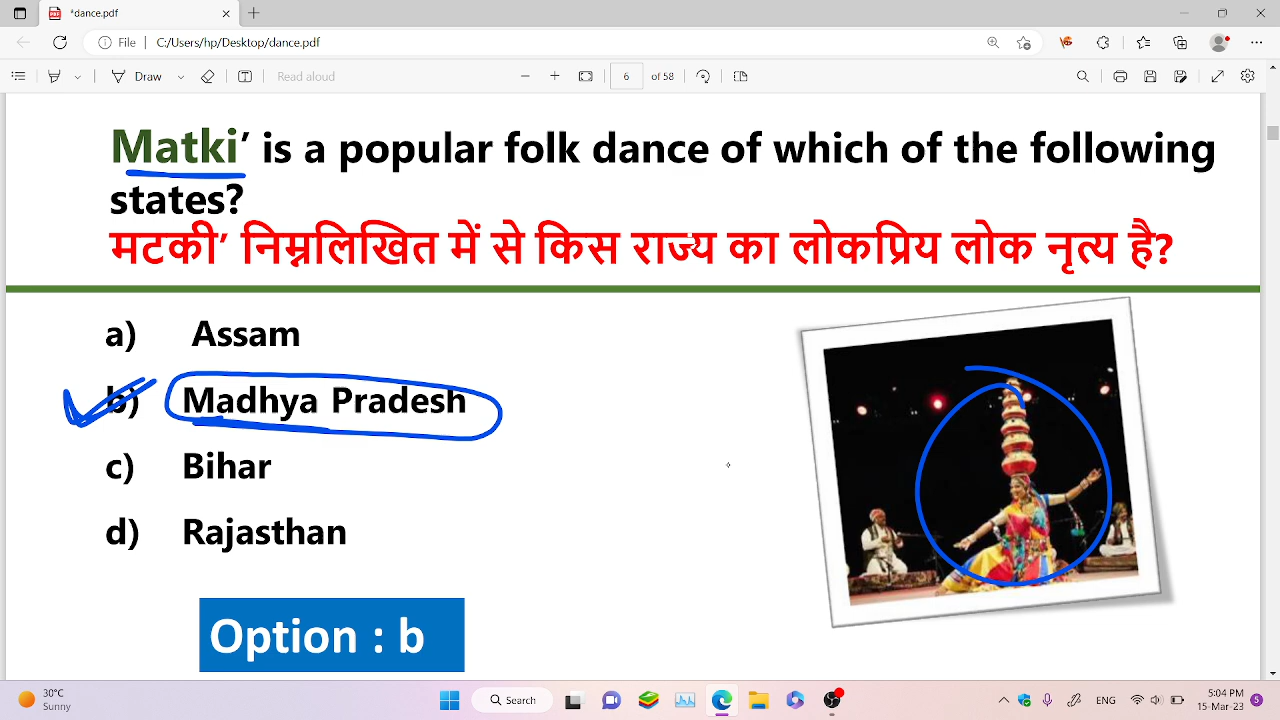 *dance.pdf
File C:/Users/hp/Desktop/dance.pdf
Draw Read aloud 6 of 58
Matki’ is a popular folk dance of which of the following
states?
मटकी’ निम्नलिखित में से किस राज्य का लोकप्रिय लोक नृत्य है?
a) Assam
b) Madhya Pradesh
c) Bihar
d) Rajasthan
Option : b
30°C
Sunny
Search
ENG
5:04 PM
15-Mar-23
5